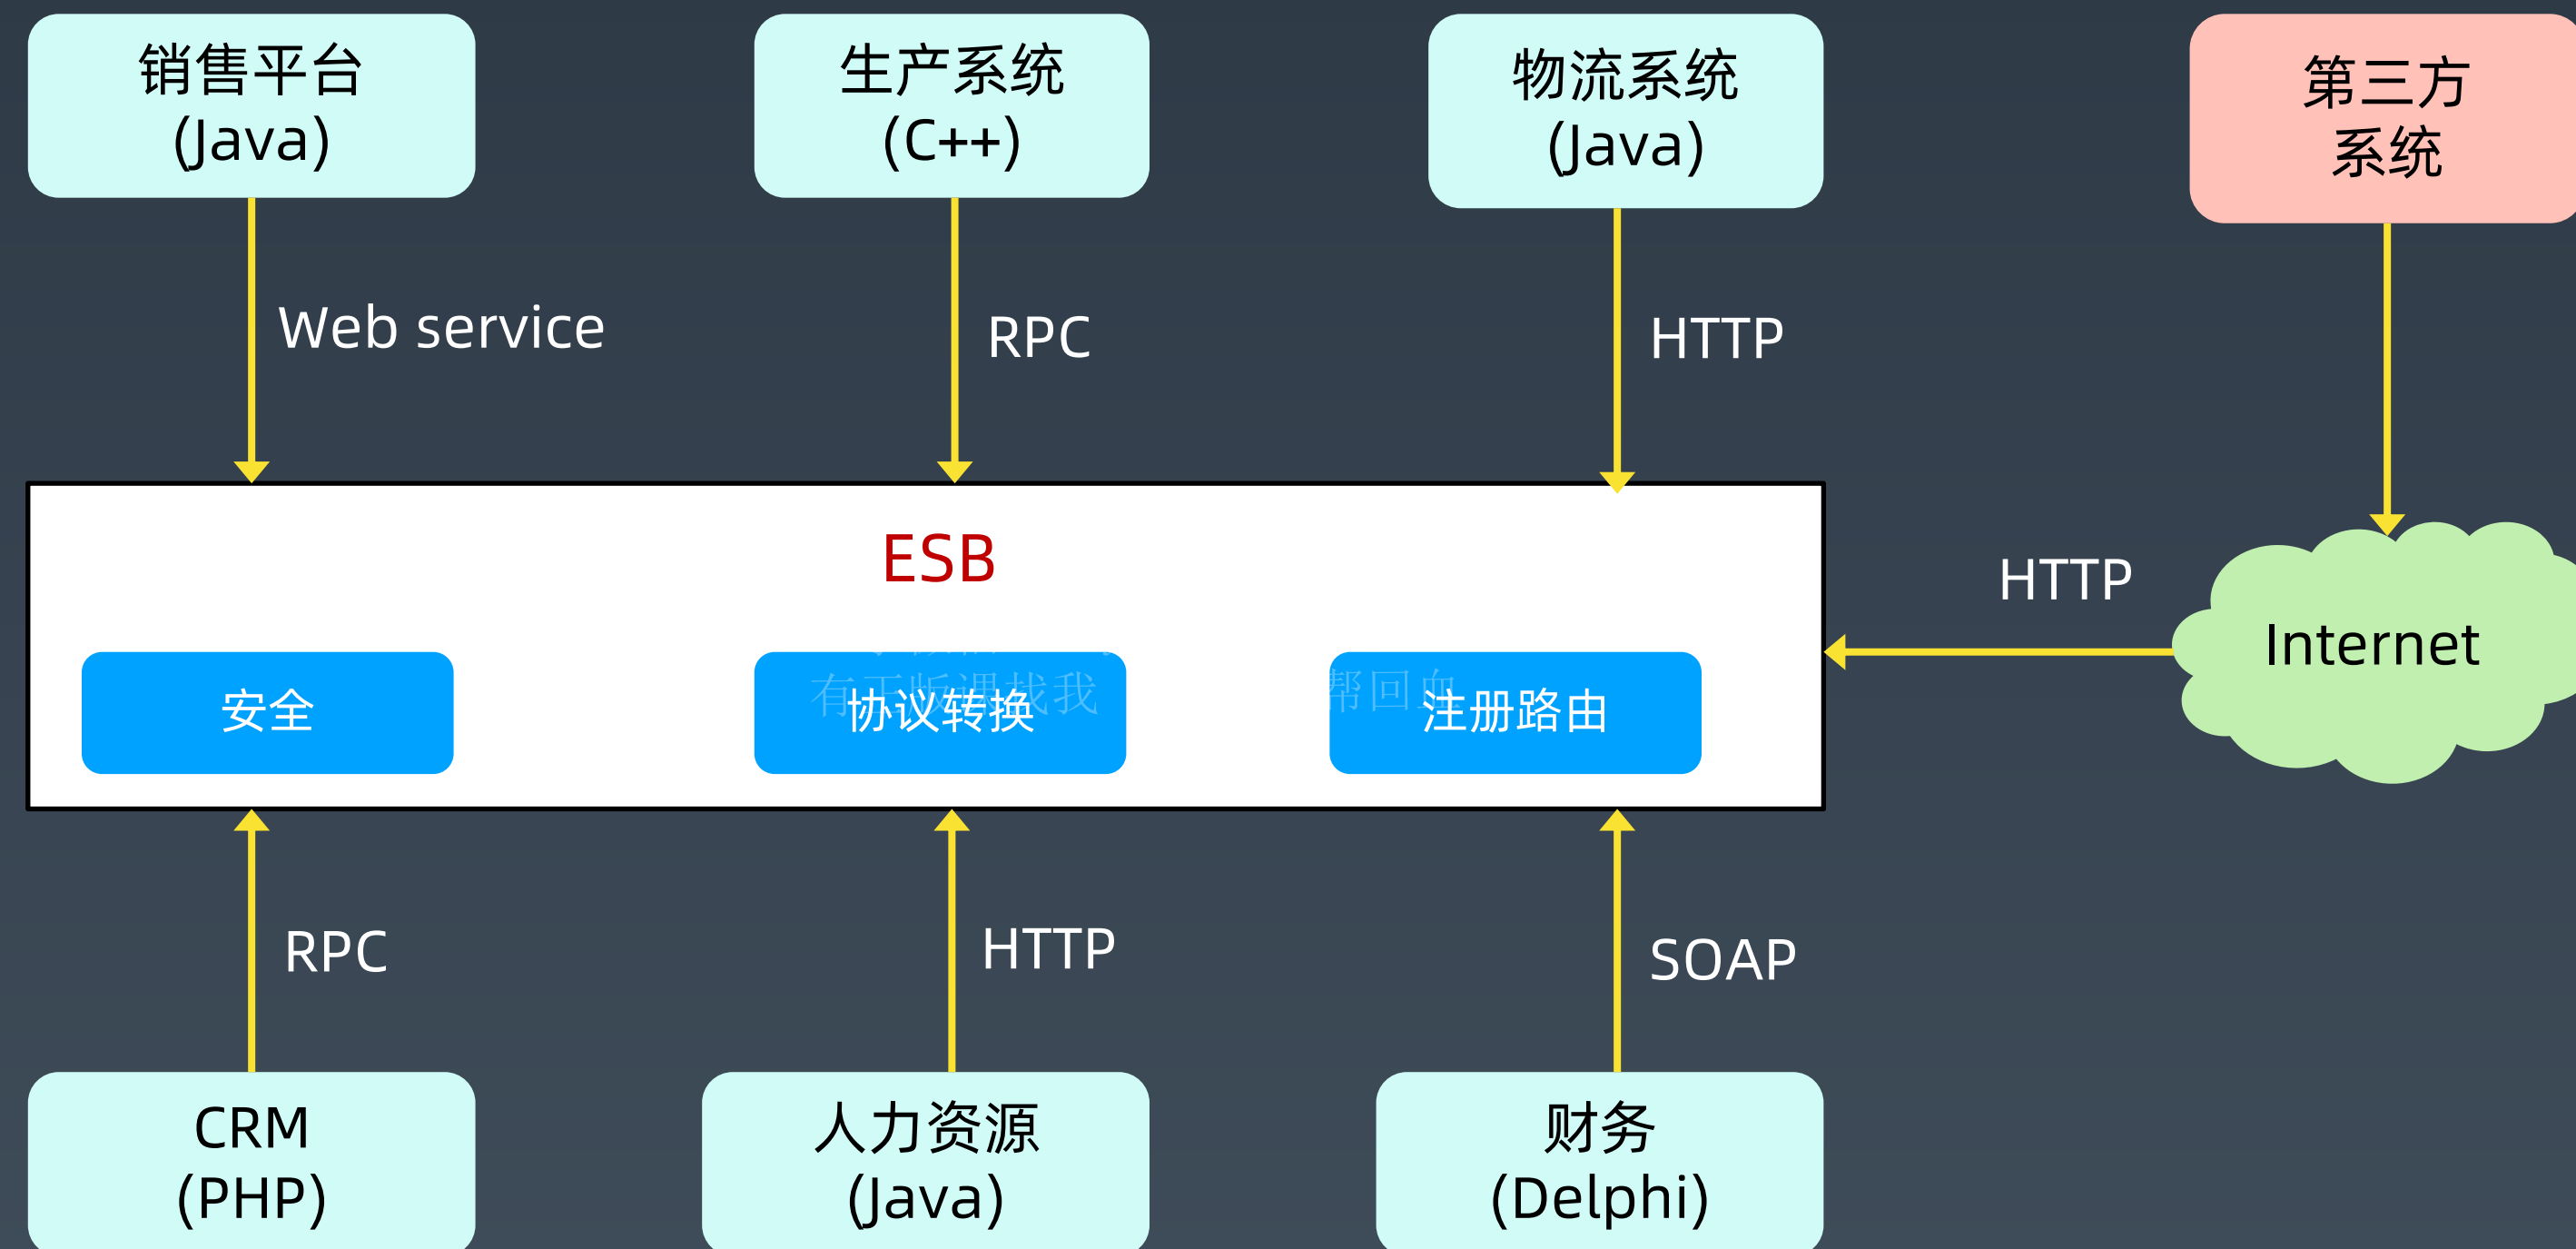 销售平台
(Java)
生产系统
(C++)
物流系统
(Java)
第三方
系统
Web service
RPC
HTTP
ESB
HTTP
Internet
安全
协议转换
注册路由
RPC
HTTP
SOAP
CRM
(PHP)
人力资源
(Java)
财务
(Delphi)